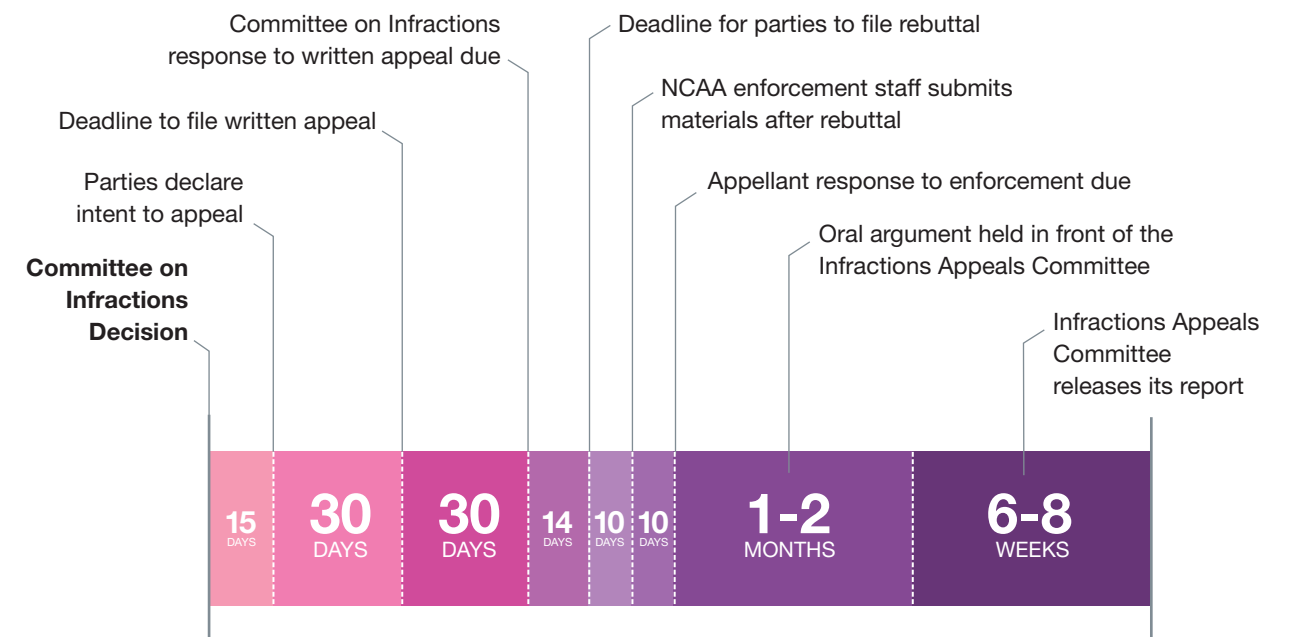 Committee on Infractions
response to written appeal due
Deadline for parties to file rebuttal
NCAA enforcement staff submits
materials after rebuttal
Deadline to file written appeal
Parties declare
intent to appeal
Appellant response to enforcement due
Oral argument held in front of the
Infractions Appeals Committee
Committee on
Infractions
Decision
Infractions Appeals
Committee
releases its report
15
DAYS
30
DAYS
30
DAYS
14
DAYS
10
DAYS
10
DAYS
1-2
MONTHS
6-8
WEEKS